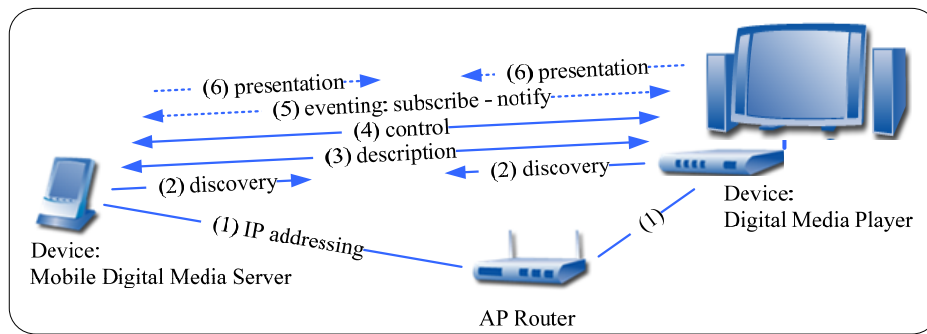 (6) presentation
(6) presentation
(5) eventing: subscribe - notify
(4) control
(3) description
(2) discovery
(2) discovery
(1) IP addressing
(1)
Device:
Mobile Digital Media Server
Device:
Digital Media Player
AP Router